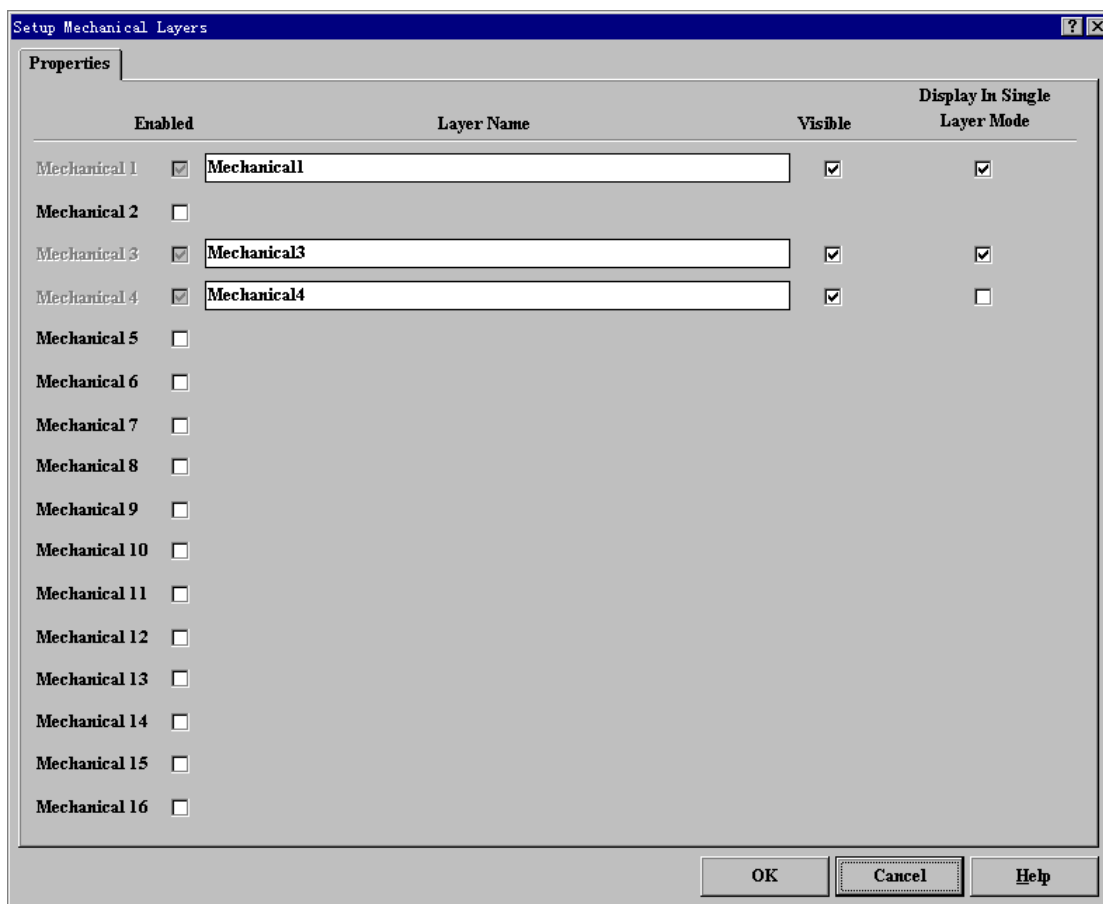 Setup Mechanical Layers
Properties
Display In Single
Enabled Layer Name Visible Layer Mode
Mechanical 1 Mechanical1
Mechanical 2
Mechanical 3 Mechanical3
Mechanical 4 Mechanical4
Mechanical 5
Mechanical 6
Mechanical 7
Mechanical 8
Mechanical 9
Mechanical 10
Mechanical 11
Mechanical 12
Mechanical 13
Mechanical 14
Mechanical 15
Mechanical 16
OK Cancel Help